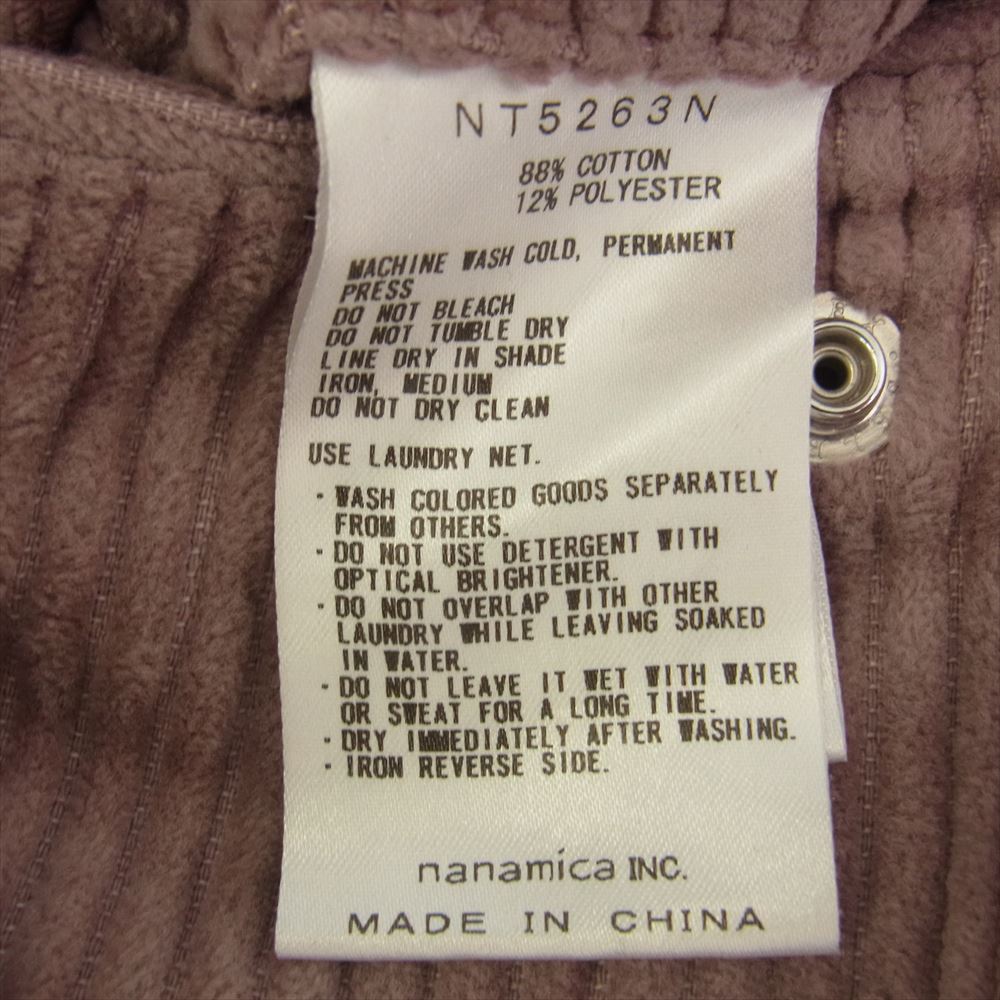 NT5263N
88% COTTON
12% POLYESTER
MACHINE WASH COLD, PERMANENT
PRESS
DO NOT BLEACH
DO NOT TUMBLE DRY
LINE DRY IN SHADE
IRON, MEDIUM
DO NOT DRY CLEAN
USE LAUNDRY NET.
・WASH COLORED GOODS SEPARATELY
FROM OTHERS.
・DO NOT USE DETERGENT WITH
OPTICAL BRIGHTENER.
・DO NOT OVERLAP WITH OTHER
LAUNDRY WHILE LEAVING SOAKED
IN WATER.
・DO NOT LEAVE IT WET WITH WATER
OR SWEAT FOR A LONG TIME.
・DRY IMMEDIATELY AFTER WASHING.
・IRON REVERSE SIDE.
nanamica INC.
MADE IN CHINA